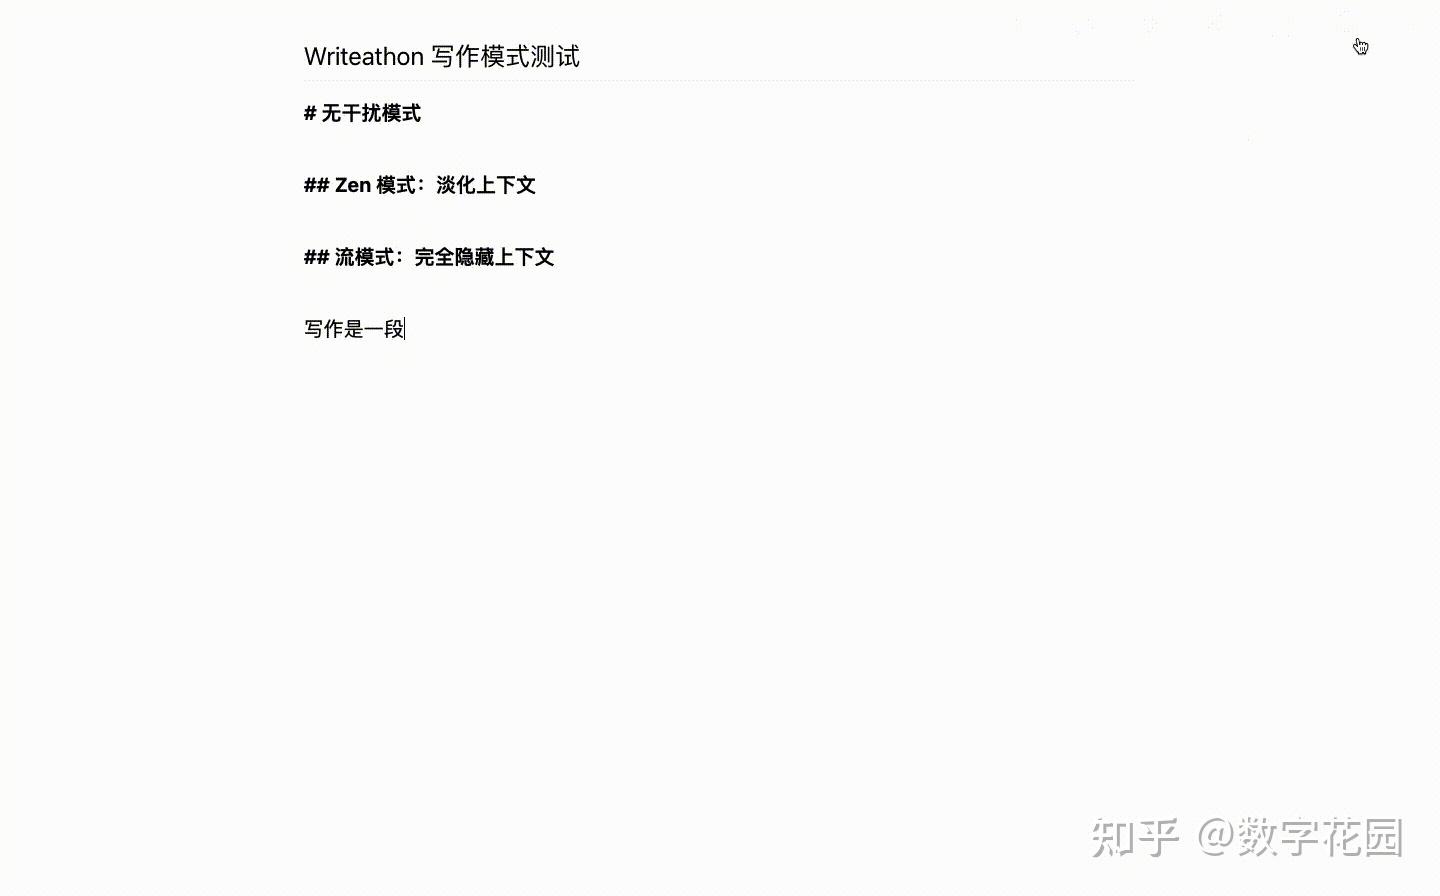 Writeathon 写作模式测试
# 无干扰模式
## Zen 模式：淡化上下文
## 流模式：完全隐藏上下文
写作是一段
知乎 @数字花园